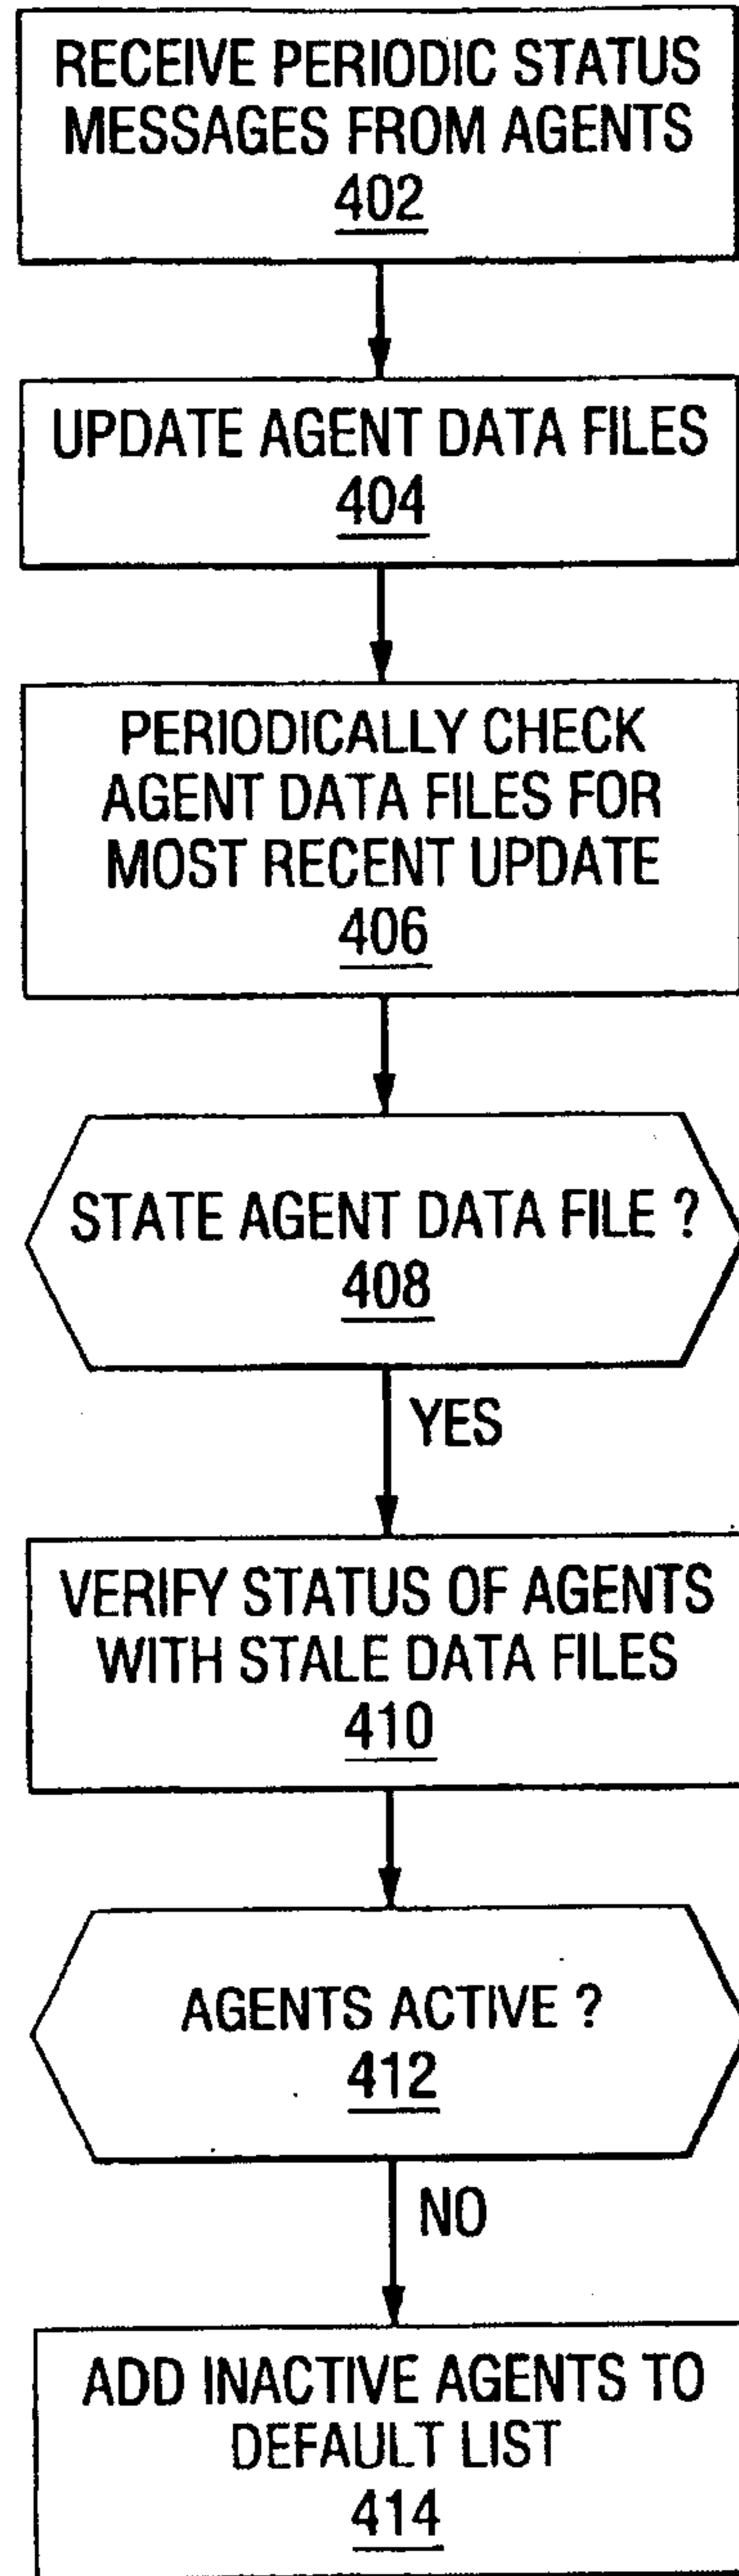 RECEIVE PERIODIC STATUS
MESSAGES FROM AGENTS
402
UPDATE AGENT DATA FILES
404
PERIODICALLY CHECK
AGENT DATA FILES FOR
MOST RECENT UPDATE
406
STATE AGENT DATA FILE ?
408
YES
VERIFY STATUS OF AGENTS
WITH STALE DATA FILES
410
AGENTS ACTIVE ?
412
NO
ADD INACTIVE AGENTS TO
DEFAULT LIST
414